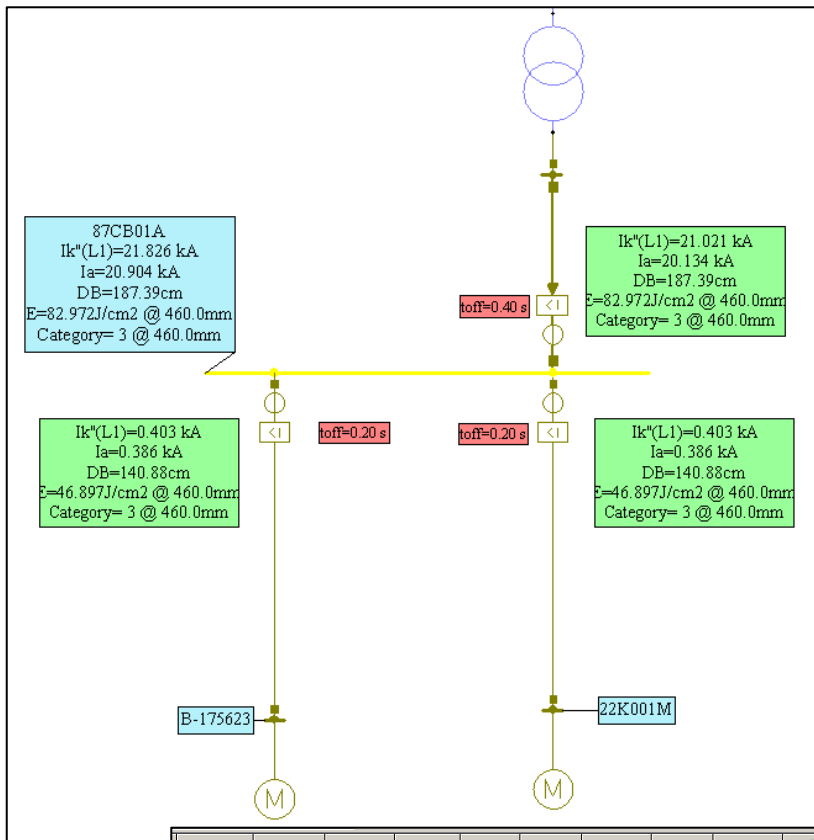 87CB01A
Ik"(L1)=21.826 kA
Ia=20.904 kA
DB=187.39cm
E=82.972J/cm2 @ 460.0mm
Category= 3 @ 460.0mm
Ik"(L1)=21.021 kA
Ia=20.134 kA
DB=187.39cm
E=82.972J/cm2 @ 460.0mm
Category= 3 @ 460.0mm
toff=0.40 s
<I
Ik"(L1)=0.403 kA
Ia=0.386 kA
DB=140.88cm
E=46.897J/cm2 @ 460.0mm
Category= 3 @ 460.0mm
<I
toff=0.20 s
toff=0.20 s
<I
Ik"(L1)=0.403 kA
Ia=0.386 kA
DB=140.88cm
E=46.897J/cm2 @ 460.0mm
Category= 3 @ 460.0mm
B-175623
22K001M
M
M